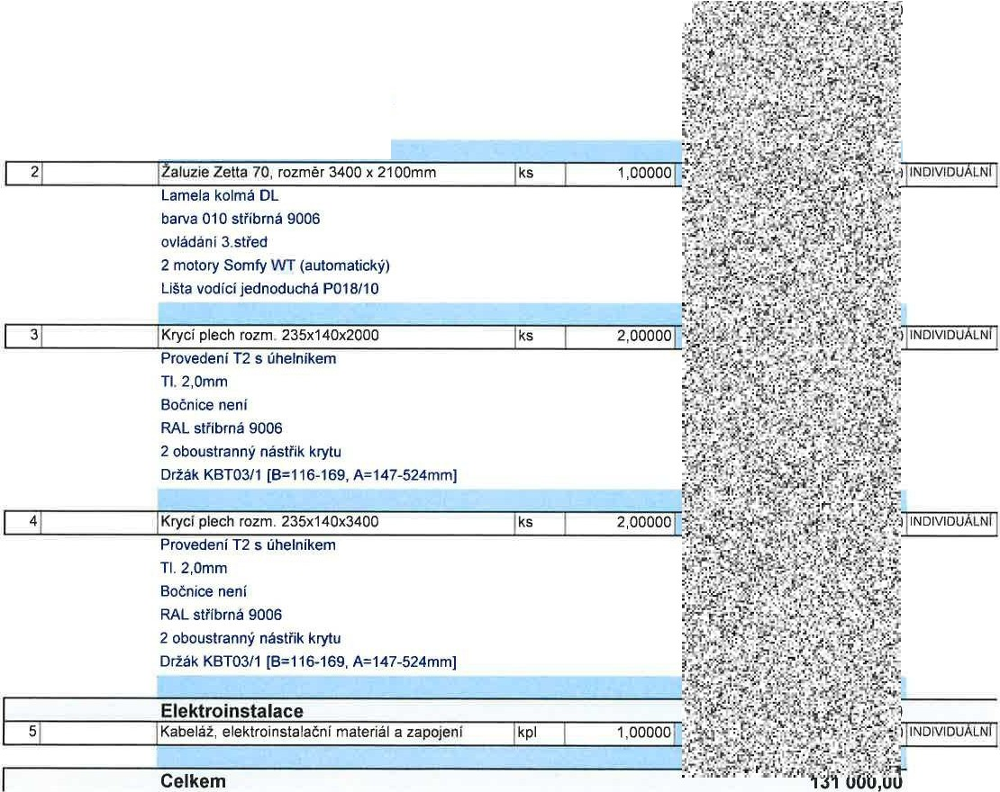 2 Žaluzie Zetta 70, rozměr 3400 x 2100mm ks 1,00000 INDIVIDUÁLNÍ
Lamela kolmá DL
barva 010 stříbrná 9006
ovládání 3.střed
2 motory Somfy WT (automatický)
Lišta vodící jednoduchá P018/10
3 Krycí plech rozm. 235x140x2000 ks 2,00000 INDIVIDUÁLNÍ
Provedení T2 s úhelníkem
Tl. 2,0mm
Bočnice není
RAL stříbrná 9006
2 oboustranný nástřik krytu
Držák KBT03/1 [B=116-169, A=147-524mm]
4 Krycí plech rozm. 235x140x3400 ks 2,00000 INDIVIDUÁLNÍ
Provedení T2 s úhelníkem
Tl. 2,0mm
Bočnice není
RAL stříbrná 9006
2 oboustranný nástřik krytu
Držák KBT03/1 [B=116-169, A=147-524mm]
Elektroinstalace
5 Kabeláž, elektroinstalační materiál a zapojení kpl 1,00000 INDIVIDUÁLNÍ
Celkem 131 000,00